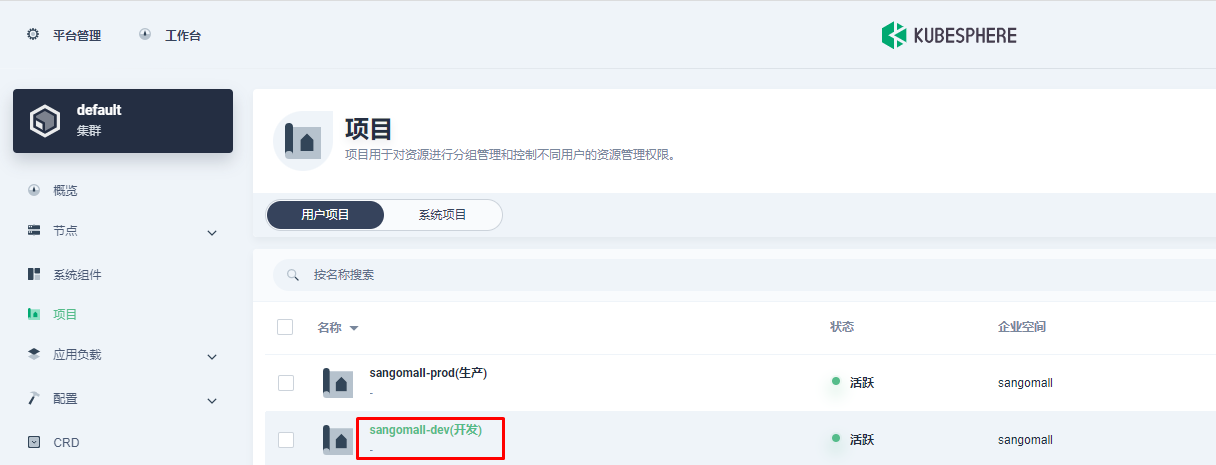 平台管理 工作台 KUBESPHERE
default
集群
项目
项目用于对资源进行分组管理和控制不同用户的资源管理权限。
概览
节点
系统组件
项目
应用负载
配置
CRD
用户项目 系统项目
按名称搜索
名称 状态 企业空间
sangomall-prod(生产) 活跃 sangomall
-
sangomall-dev(开发) 活跃 sangomall
-